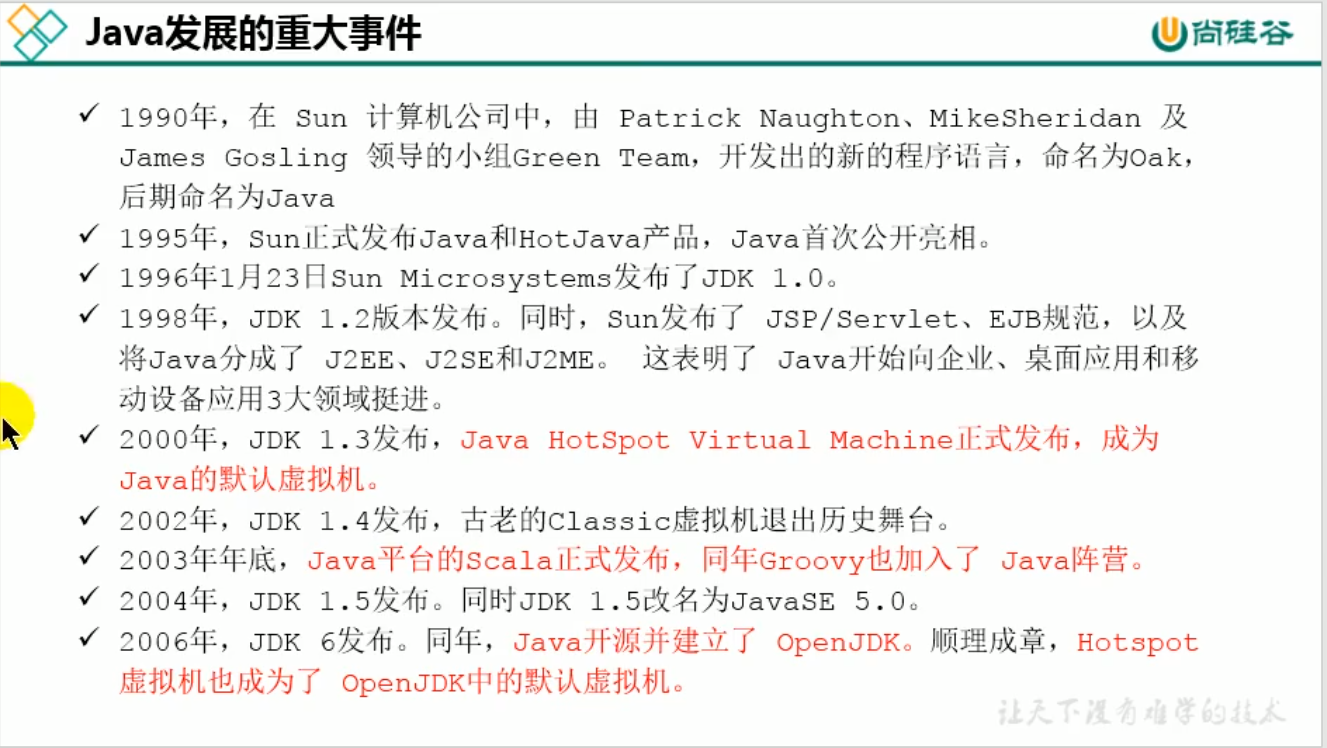 Java发展的重大事件
尚硅谷
✓ 1990年，在 Sun 计算机公司中，由 Patrick Naughton、MikeSheridan 及
James Gosling 领导的小组Green Team，开发出的新的程序语言，命名为Oak，
后期命名为Java
✓ 1995年，Sun正式发布Java和HotJava产品，Java首次公开亮相。
✓ 1996年1月23日Sun Microsystems发布了JDK 1.0。
✓ 1998年，JDK 1.2版本发布。同时，Sun发布了 JSP/Servlet、EJB规范，以及
将Java分成了 J2EE、J2SE和J2ME。 这表明了 Java开始向企业、桌面应用和移
动设备应用3大领域挺进。
✓ 2000年，JDK 1.3发布，Java HotSpot Virtual Machine正式发布，成为
Java的默认虚拟机。
✓ 2002年，JDK 1.4发布，古老的Classic虚拟机退出历史舞台。
✓ 2003年年底，Java平台的Scala正式发布，同年Groovy也加入了 Java阵营。
✓ 2004年，JDK 1.5发布。同时JDK 1.5改名为JavaSE 5.0。
✓ 2006年，JDK 6发布。同年，Java开源并建立了 OpenJDK。顺理成章，Hotspot
虚拟机也成为了 OpenJDK中的默认虚拟机。
让天下没有难学的技术